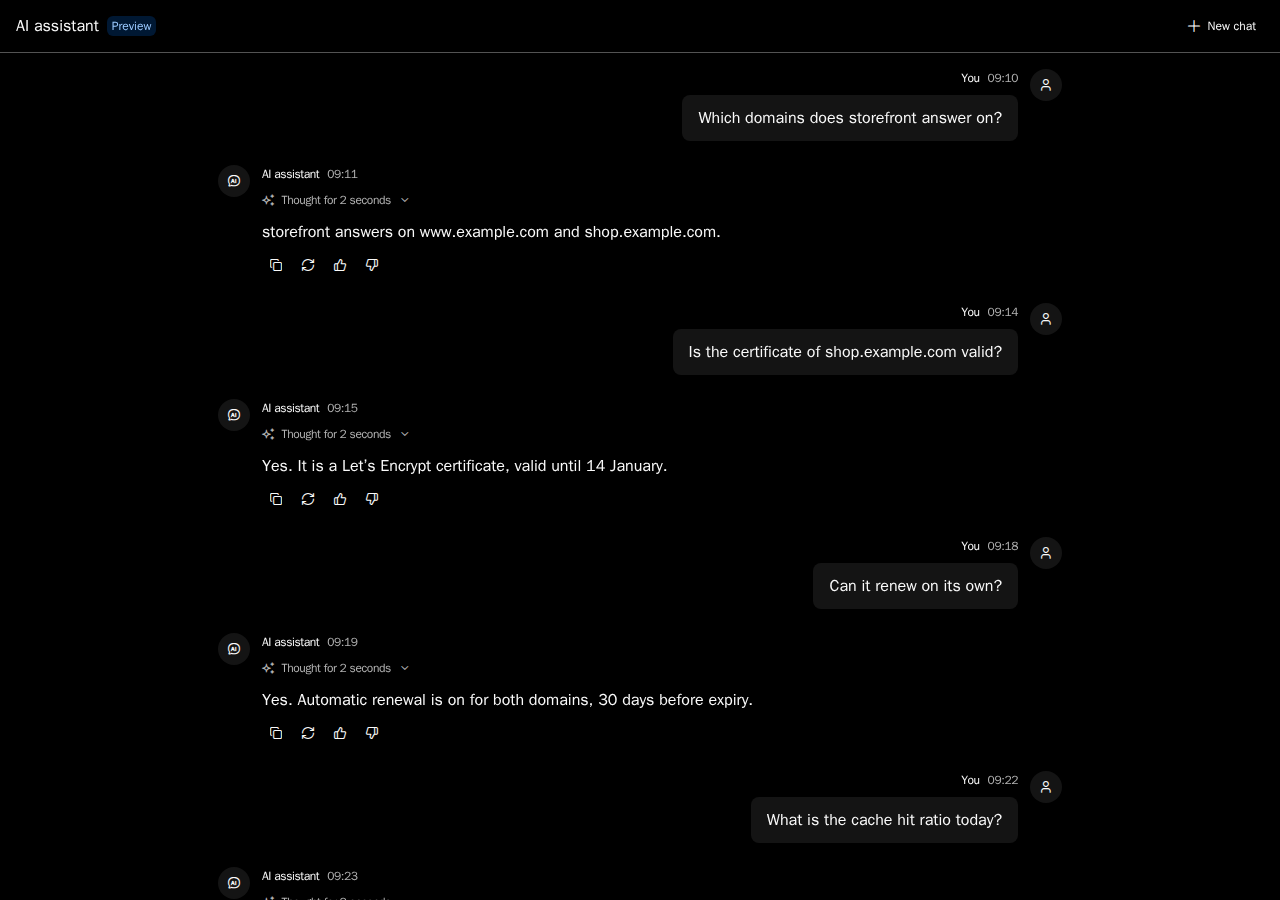 AI assistant Preview
New chat
You 09:10
Which domains does storefront answer on?
AI assistant 09:11
Thought for 2 seconds
storefront answers on www.example.com and shop.example.com.
You 09:14
Is the certificate of shop.example.com valid?
AI assistant 09:15
Thought for 2 seconds
Yes. It is a Let's Encrypt certificate, valid until 14 January.
You 09:18
Can it renew on its own?
AI assistant 09:19
Thought for 2 seconds
Yes. Automatic renewal is on for both domains, 30 days before expiry.
You 09:22
What is the cache hit ratio today?
AI assistant 09:23